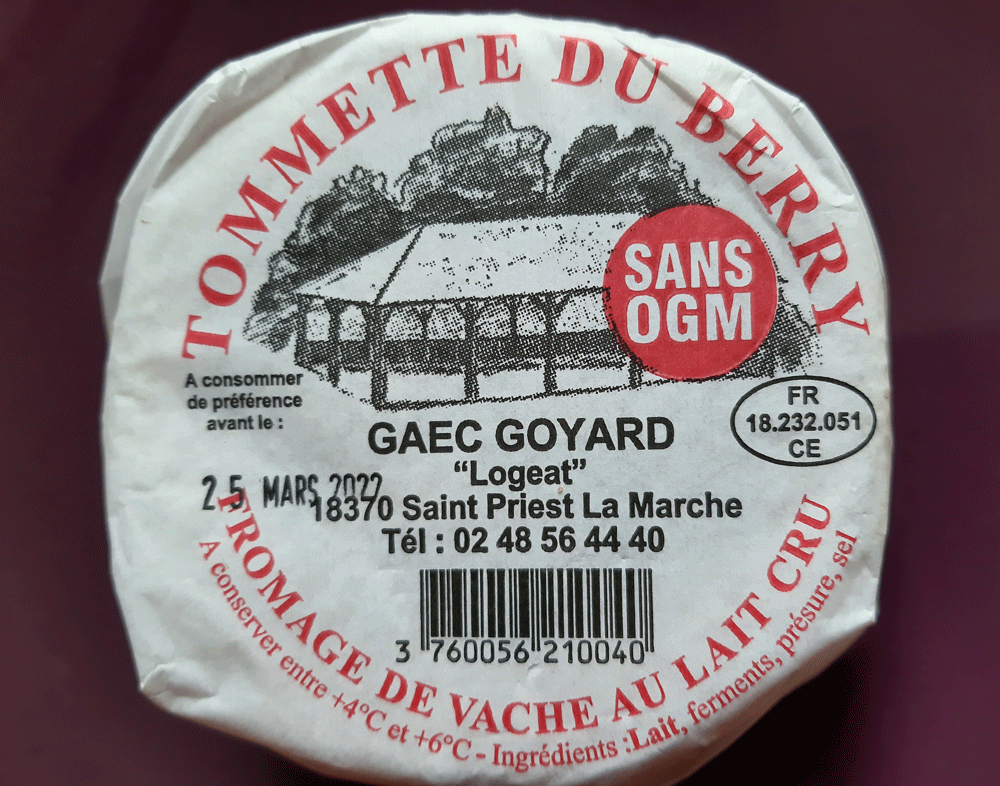 TOMMETTE DU BERRY
SANS
OGM
A consommer
de préférence
avant le :
FR
18.232.051
CE
GAEC GOYARD
“Logeat”
25 MARS 2022
18370 Saint Priest La Marche
Tél : 02 48 56 44 40
3 760056 210040
FROMAGE DE VACHE AU LAIT CRU
A conserver entre +4°C et +6°C - Ingrédients :Lait, ferments, présure, sel